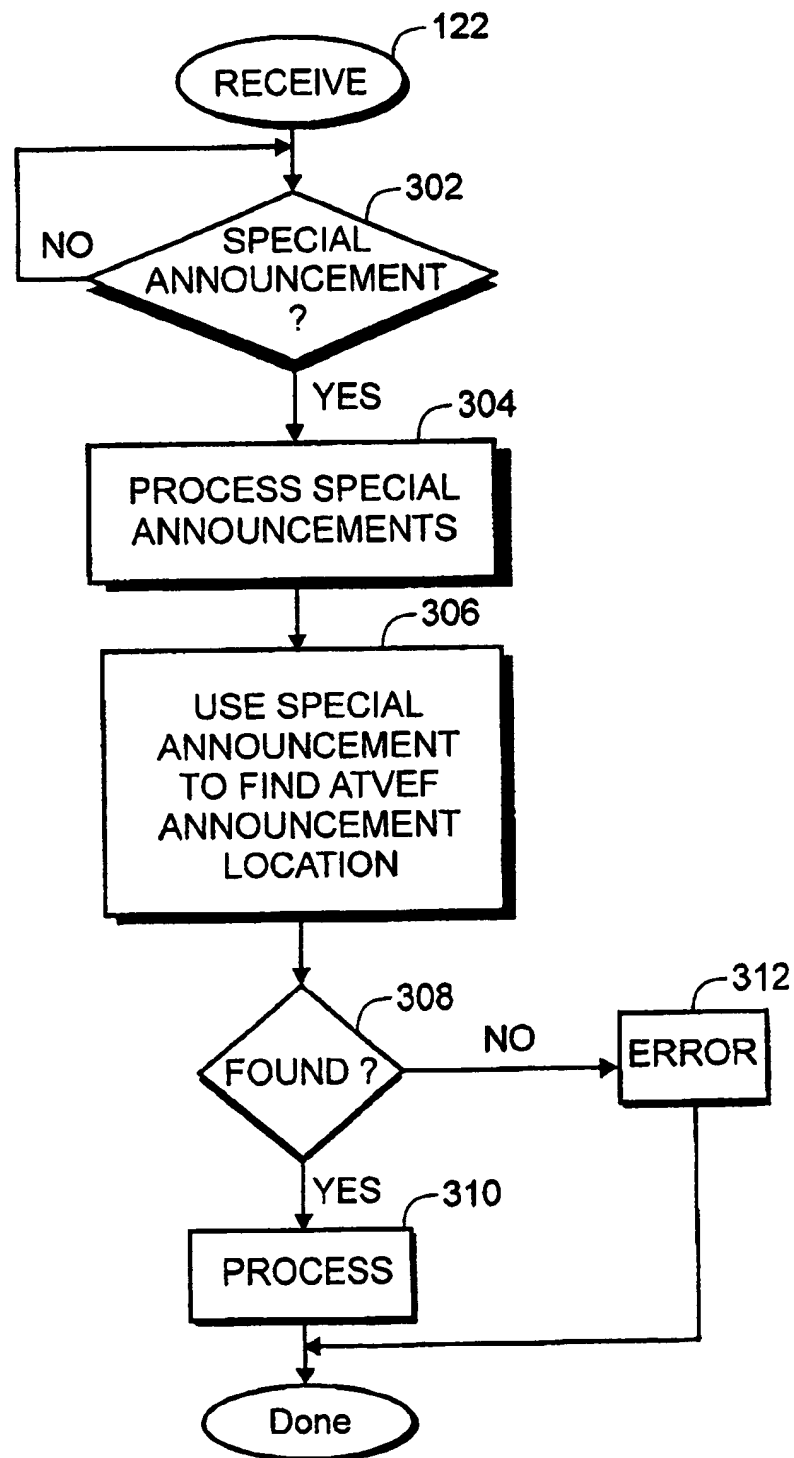 122
RECEIVE
302
NO
SPECIAL
ANNOUNCEMENT
?
YES
304
PROCESS SPECIAL
ANNOUNCEMENTS
306
USE SPECIAL
ANNOUNCEMENT
TO FIND ATVEF
ANNOUNCEMENT
LOCATION
308
312
FOUND ?
NO
ERROR
YES
310
PROCESS
Done